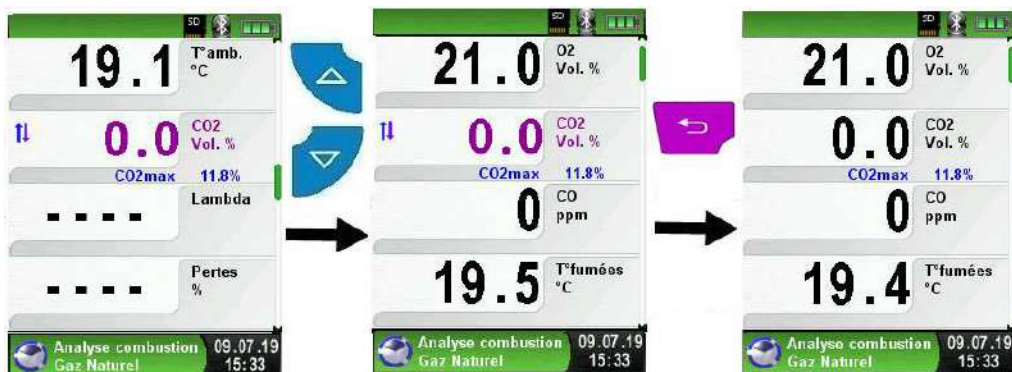 SD
19.1
T°amb.
°C
0.0
CO2
Vol. %
CO2max 11.8%
- - - -
Lambda
- - - -
Pertes
%
Analyse combustion 09.07.19
Gaz Naturel 15:33
SD
21.0
O2
Vol. %
0.0
CO2
Vol. %
CO2max 11.8%
0
CO
ppm
19.5
T°fumées
°C
Analyse combustion 09.07.19
Gaz Naturel 15:33
SD
21.0
O2
Vol. %
0.0
CO2
Vol. %
CO2max 11.8%
0
CO
ppm
19.4
T°fumées
°C
Analyse combustion 09.07.19
Gaz Naturel 15:33